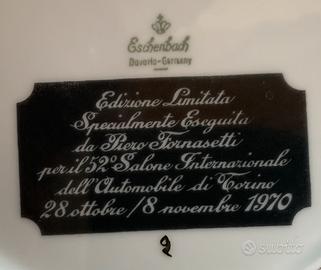 Eschenbach
Bavaria-Germany
Edizione Limitata
Specialmente Eseguita
da Piero Fornasetti
per il 52° Salone Internazionale
dell'Automobile di Torino
28 ottobre/8 novembre 1970
subito